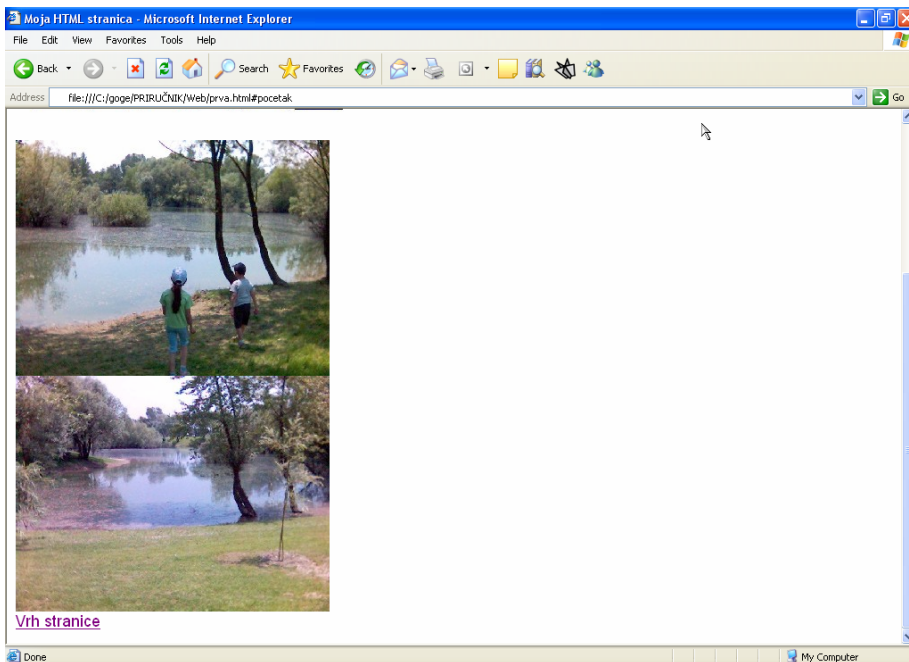 Moja HTML stranica - Microsoft Internet Explorer
File Edit View Favorites Tools Help
Back Search Favorites
Address file:///C:/goge/PRIRUČNIK/Web/prva.html#pocetak Go
Vrh stranice
Done My Computer